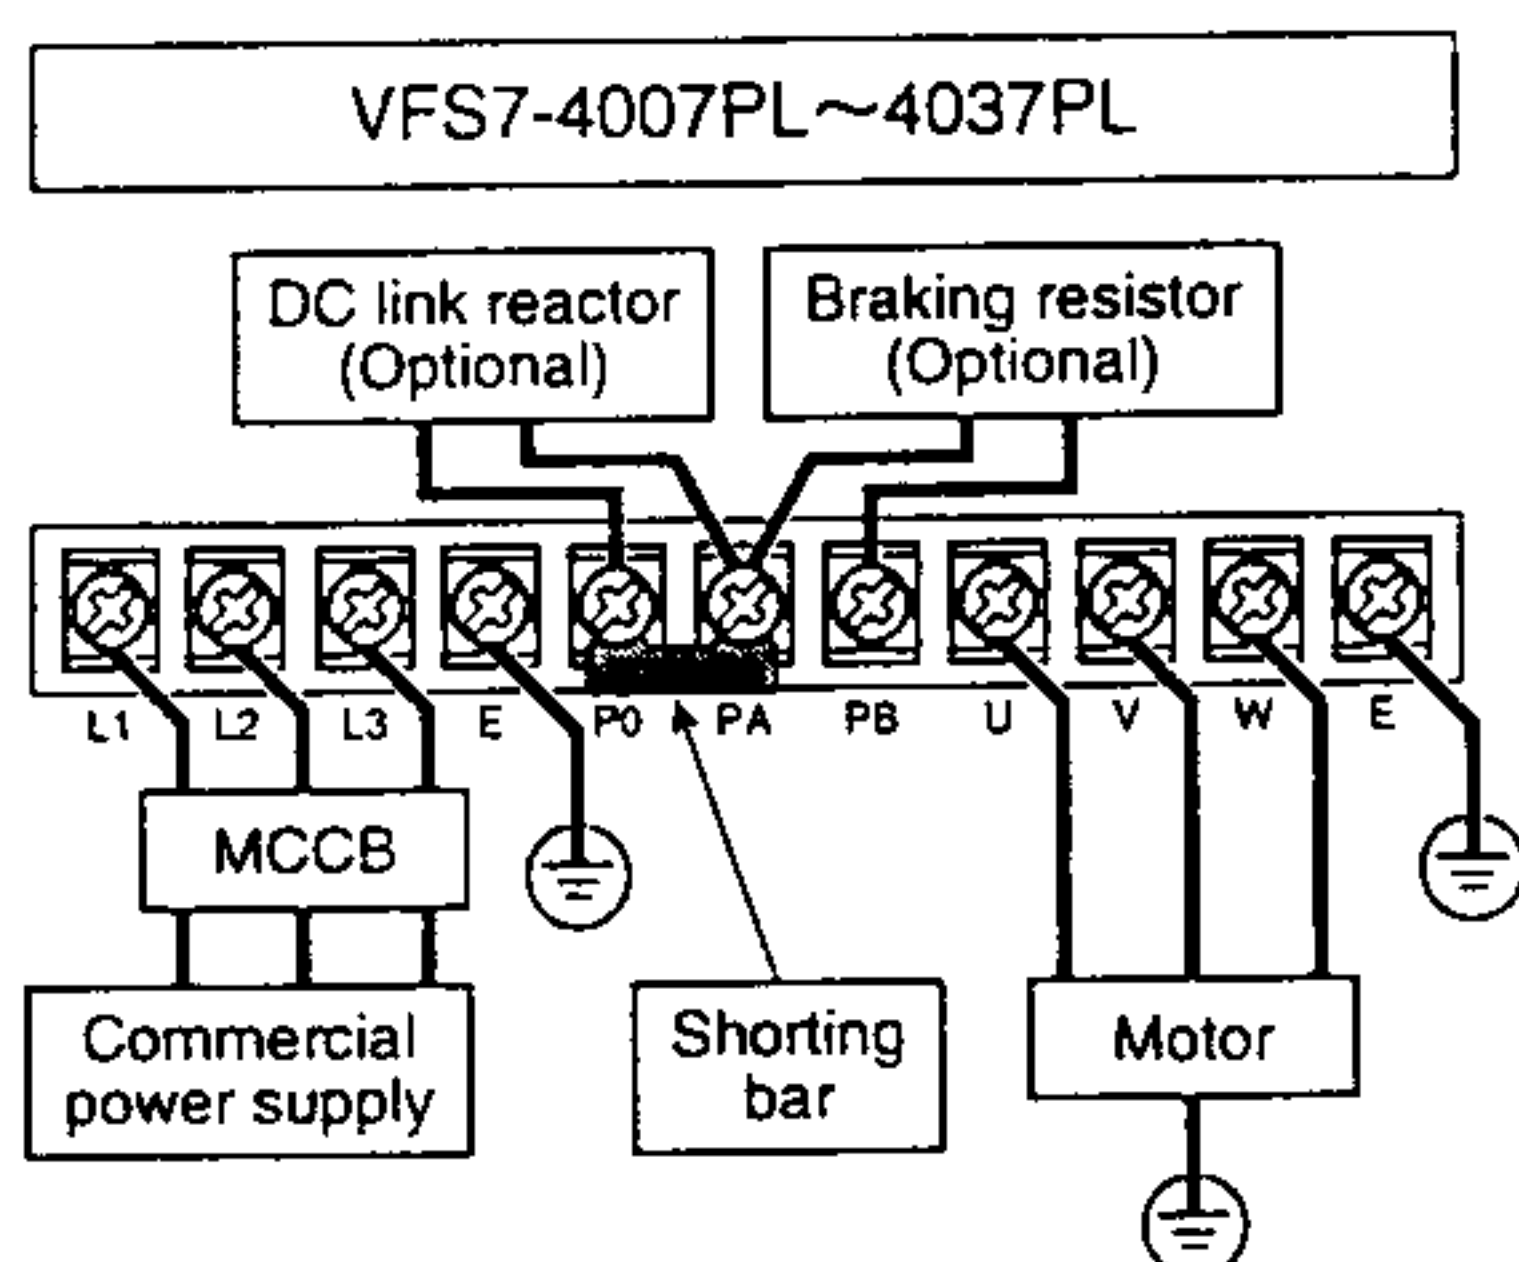 VFS7-4007PL～4037PL
DC link reactor
(Optional)
Braking resistor
(Optional)
L1 L2 L3 E P0 PA PB U V W E
MCCB
Commercial
power supply
Shorting
bar
Motor